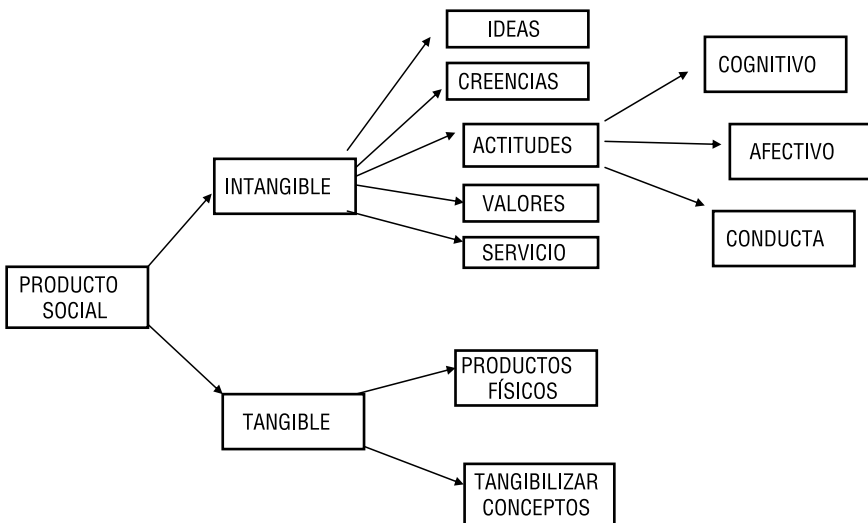 IDEAS
CREENCIAS
ACTITUDES
VALORES
SERVICIO
COGNITIVO
AFECTIVO
CONDUCTA
INTANGIBLE
PRODUCTO
SOCIAL
TANGIBLE
PRODUCTOS
FÍSICOS
TANGIBILIZAR
CONCEPTOS